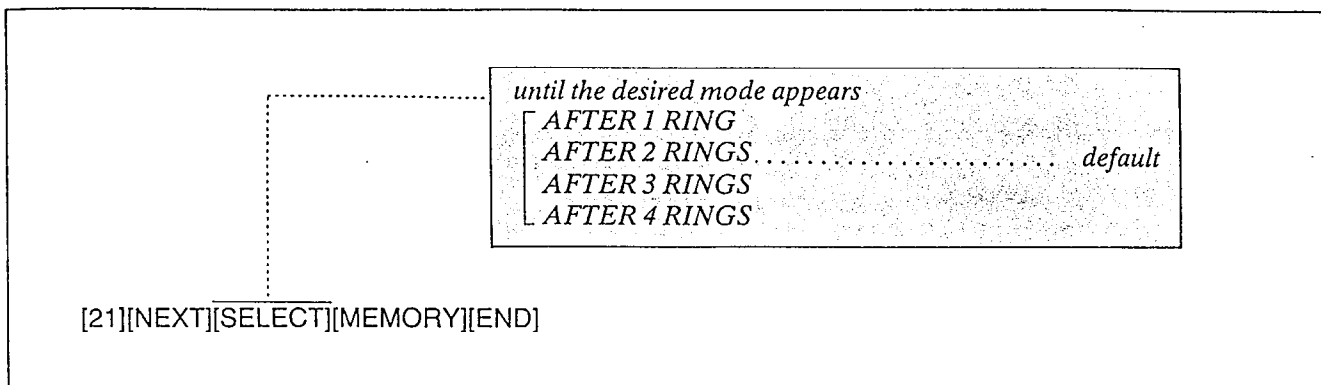 until the desired mode appears
AFTER 1 RING
AFTER 2 RINGS....................... default
AFTER 3 RINGS
AFTER 4 RINGS
[21][NEXT][SELECT][MEMORY][END]